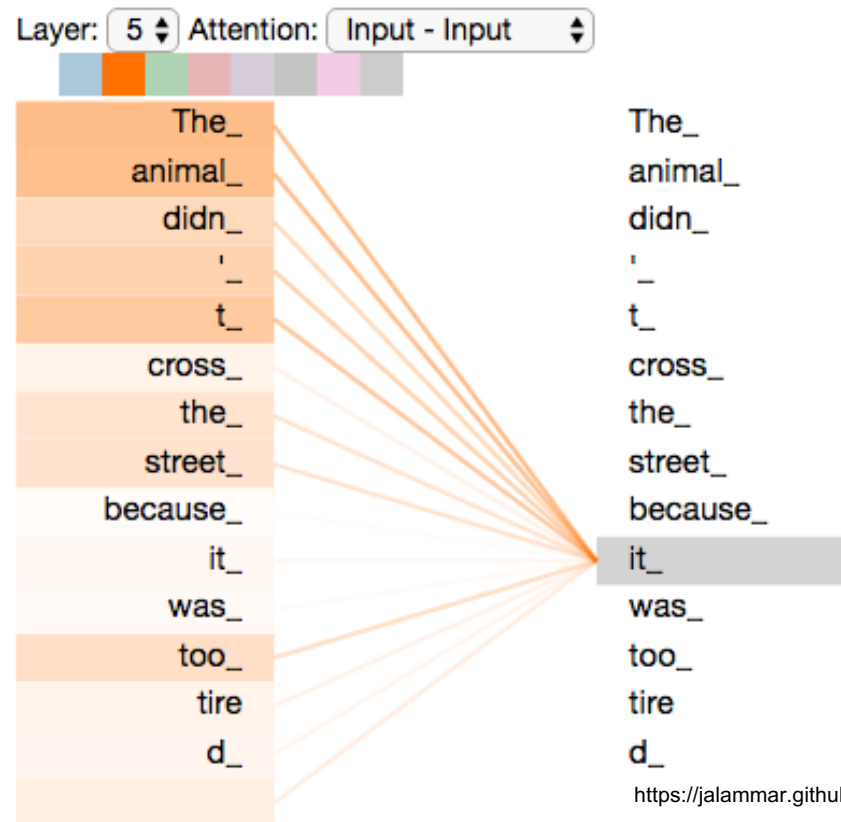 Layer: 5 Attention: Input - Input
The_ The_
animal_ animal_
didn_ didn_
'_ '_
t_ t_
cross_ cross_
the_ the_
street_ street_
because_ because_
it_ it_
was_ was_
too_ too_
tire tire
d_ d_
https://jalammar.githu